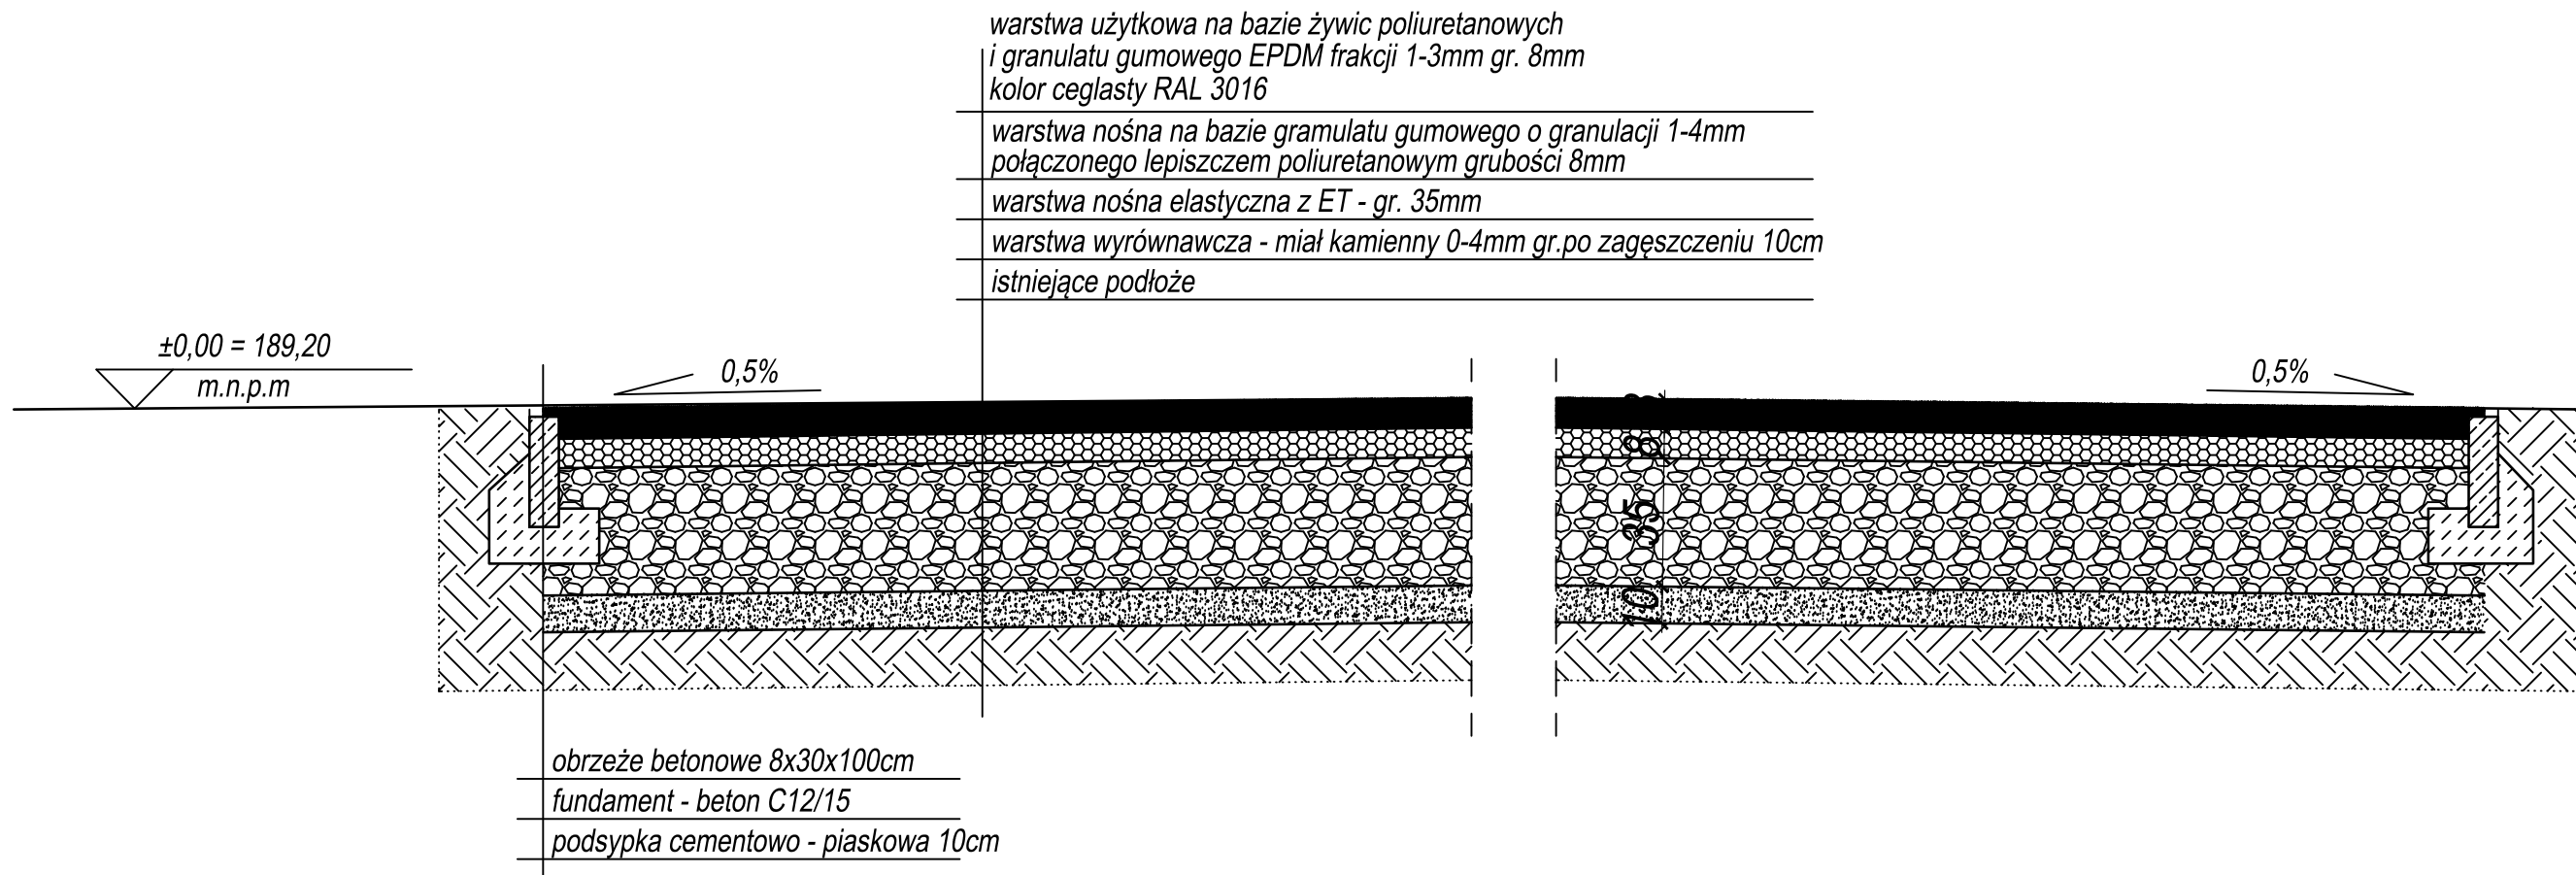 warstwa użytkowa na bazie żywic poliuretanowych
i granulatu gumowego EPDM frakcji 1-3mm gr. 8mm
kolor ceglasty RAL 3016
warstwa nośna na bazie gramulatu gumowego o granulacji 1-4mm
połączonego lepiszczem poliuretanowym grubości 8mm
warstwa nośna elastyczna z ET - gr. 35mm
warstwa wyrównawcza - miał kamienny 0-4mm gr.po zagęszczeniu 10cm
istniejące podłoże
±0,00 = 189,20
m.n.p.m
0,5%
0,5%
8
8
35
10
obrzeże betonowe 8x30x100cm
fundament - beton C12/15
podsypka cementowo - piaskowa 10cm